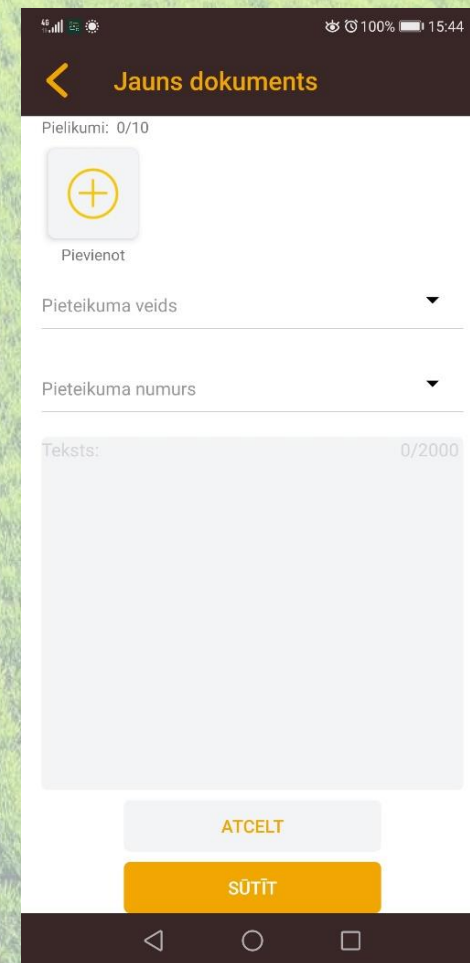 100% 15:44
Jauns dokuments
Pielikumi: 0/10
Pievienot
Pieteikuma veids
Pieteikuma numurs
Teksts: 0/2000
ATCELT
SŪTĪT